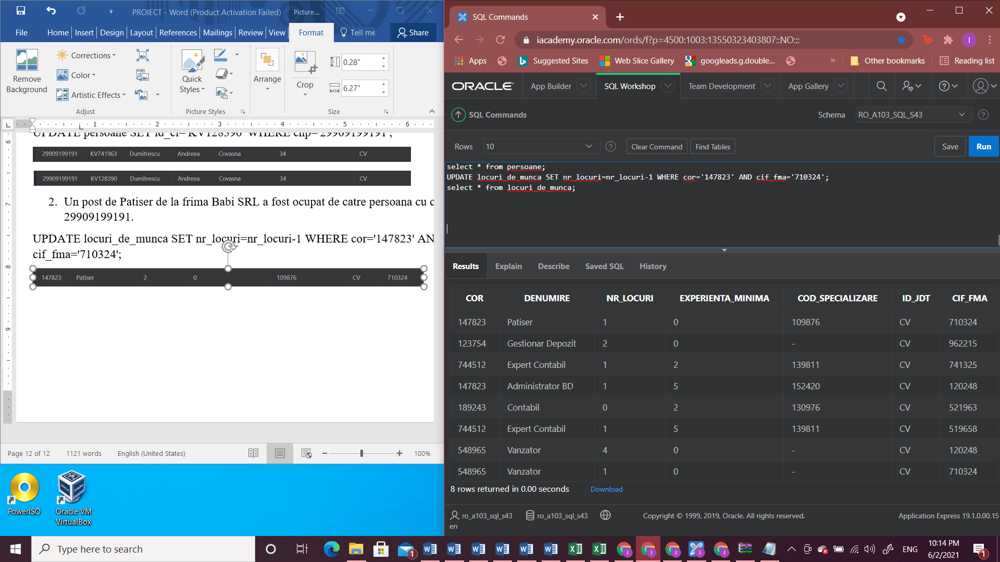 PROIECT - Word (Product Activation Failed)
Picture...
File Home Insert Design Layout References Mailings Review View Format Tell me Share
Remove Background
Corrections
Color
Artistic Effects
Adjust
Quick Styles
Picture Styles
Arrange
Crop
0.28"
6.27"
Size
L 1 2 3 4 5 6
6
7
8
9
UPDATE persoane SET id_ci='KV128390' WHERE cnp='29909199191';
29909199191 KV741963 Dumitrescu Andreea Covasna 34 CV
29909199191 KV128390 Dumitrescu Andreea Covasna 34 CV
2. Un post de Patiser de la frima Babi SRL a fost ocupat de catre persoana cu c
29909199191.
UPDATE locuri_de_munca SET nr_locuri=nr_locuri-1 WHERE cor='147823' AN
cif_fma='710324';
147823 Patiser 2 0 109876 CV 710324
Page 12 of 12 1121 words English (United States) 100%
PowerISO
Oracle VM VirtualBox
SQL Commands
iacademy.oracle.com/ords/f?p=4500:1003:13550323403807::NO:::
Tp
I
Apps Suggested Sites Web Slice Gallery googleads.g.double... » Other bookmarks Reading list
ORACLE App Builder SQL Workshop Team Development App Gallery
SQL Commands Schema RO_A103_SQL_S43
Rows 10 Clear Command Find Tables Save Run
select * from persoane;
UPDATE locuri_de_munca SET nr_locuri=nr_locuri-1 WHERE cor='147823' AND cif_fma='710324';
select * from locuri_de_munca;
Results Explain Describe Saved SQL History
COR DENUMIRE NR_LOCURI EXPERIENTA_MINIMA COD_SPECIALIZARE ID_JDT CIF_FMA
147823 Patiser 1 0 109876 CV 710324
123754 Gestionar Depozit 2 0 - CV 962215
744512 Expert Contabil 1 2 139811 CV 741325
147823 Administrator BD 1 5 152420 CV 120248
189243 Contabil 0 2 130976 CV 521963
744512 Expert Contabil 1 5 139811 CV 519658
548965 Vanzator 4 0 - CV 120248
548965 Vanzator 1 0 - CV 710324
8 rows returned in 0.00 seconds Download
ro_a103_sql_s43 ro_a103_sql_s43
en
Copyright © 1999, 2019, Oracle. All rights reserved.
Application Express 19.1.0.00.15
Type here to search
1
ENG
10:14 PM
6/2/2021
1